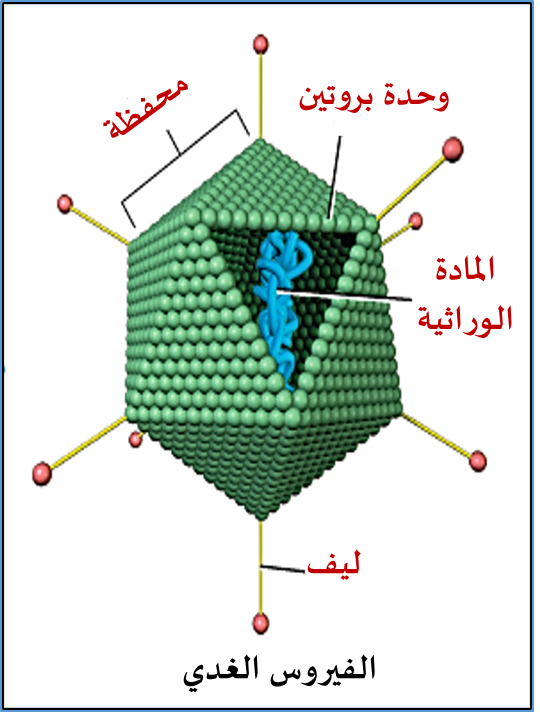 محفظة
وحدة بروتين
المادة
الوراثية
ليف
الفيروس الغدي